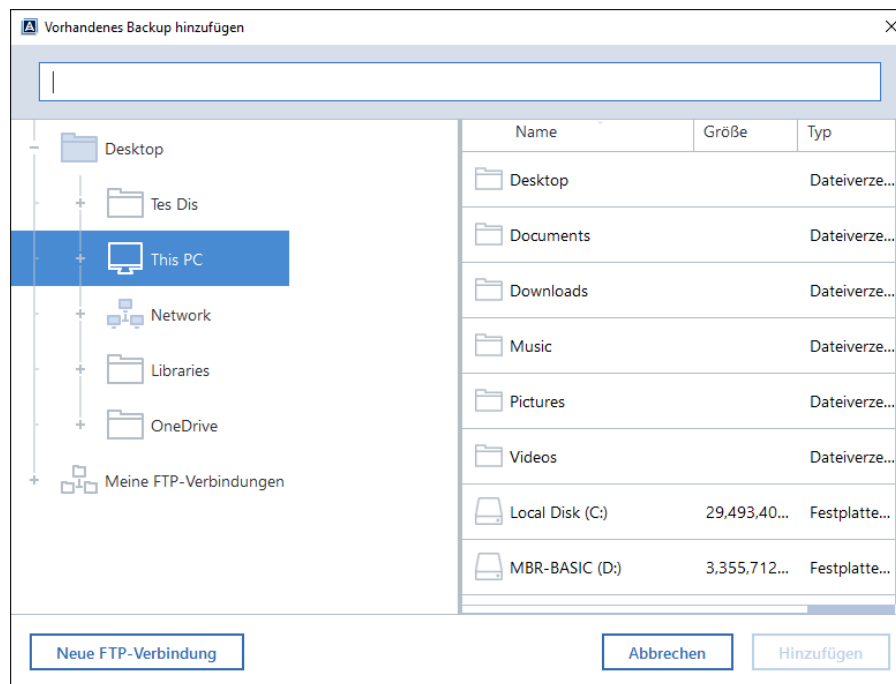 Vorhandenes Backup hinzufügen
Desktop
Tes Dis
This PC
Network
Libraries
OneDrive
Meine FTP-Verbindungen
Name Größe Typ
Desktop Dateiverze...
Documents Dateiverze...
Downloads Dateiverze...
Music Dateiverze...
Pictures Dateiverze...
Videos Dateiverze...
Local Disk (C:) 29,493,40... Festplatte...
MBR-BASIC (D:) 3,355,712... Festplatte...
Neue FTP-Verbindung Abbrechen Hinzufügen